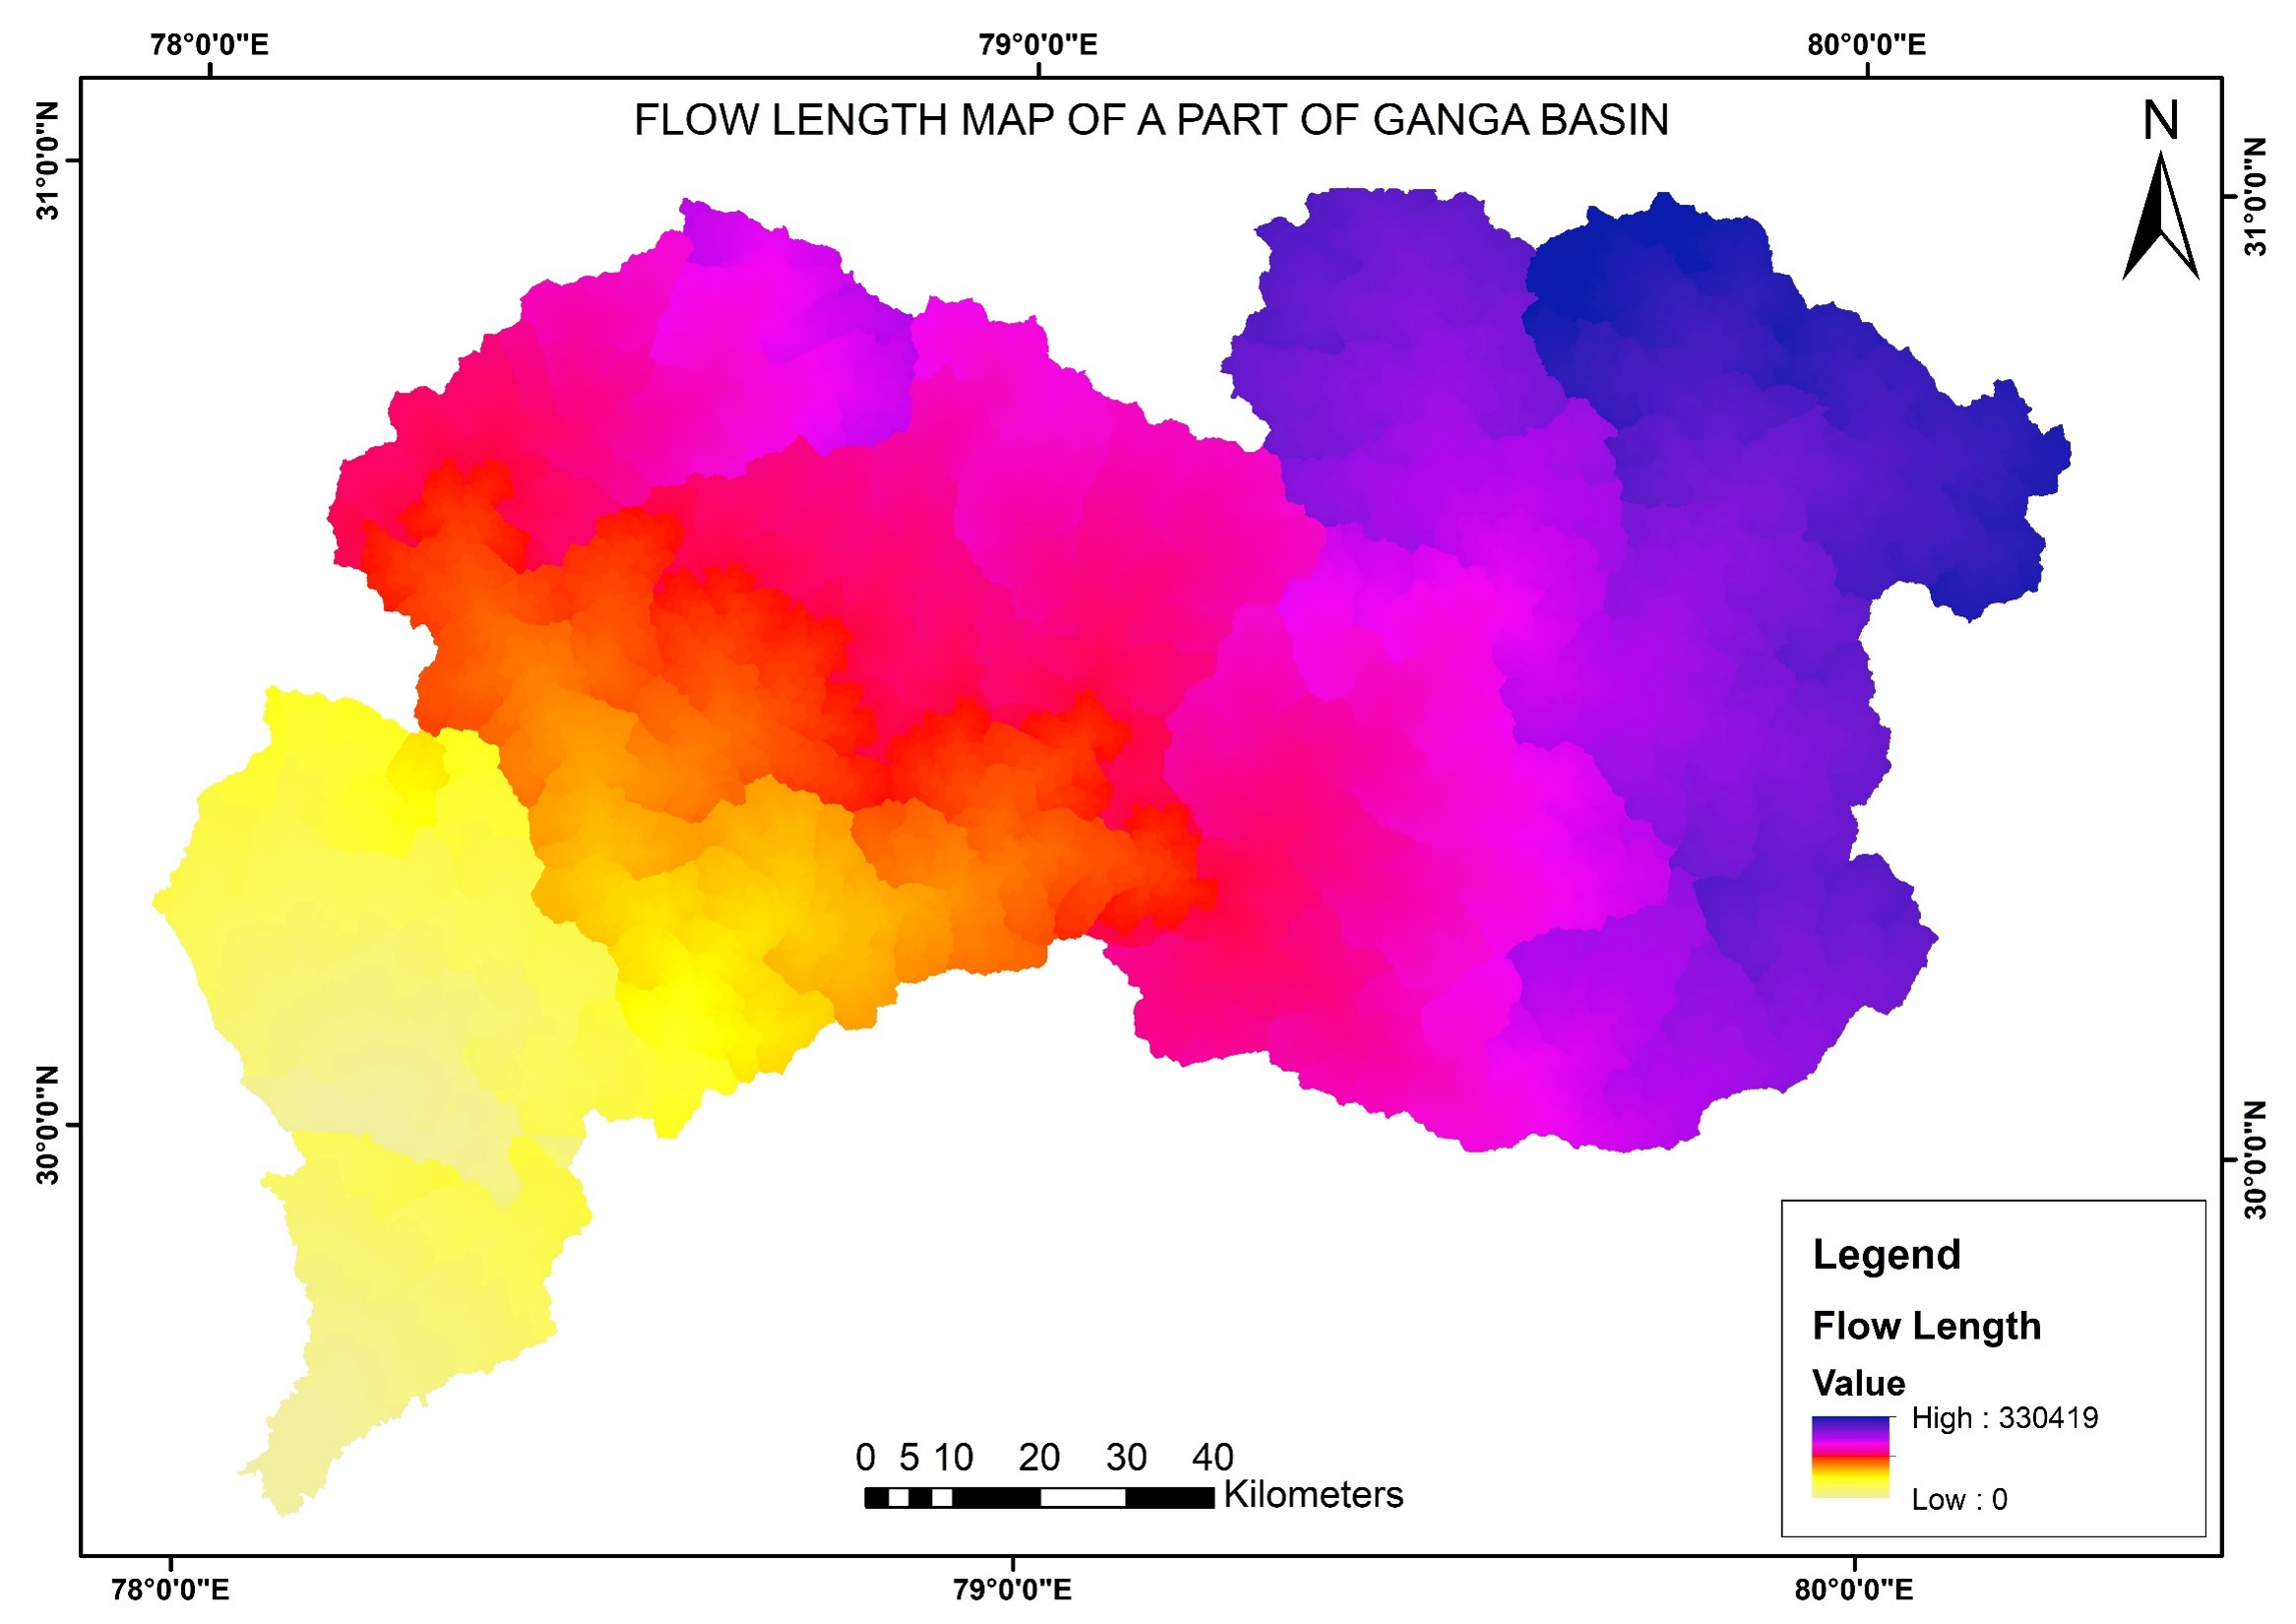 78°0'0"E 79°0'0"E 80°0'0"E
FLOW LENGTH MAP OF A PART OF GANGA BASIN
N
31°0'0"N
31°0'0"N
30°0'0"N
30°0'0"N
Legend
Flow Length
Value
High : 330419
Low : 0
0 5 10 20 30 40
Kilometers
78°0'0"E 79°0'0"E 80°0'0"E